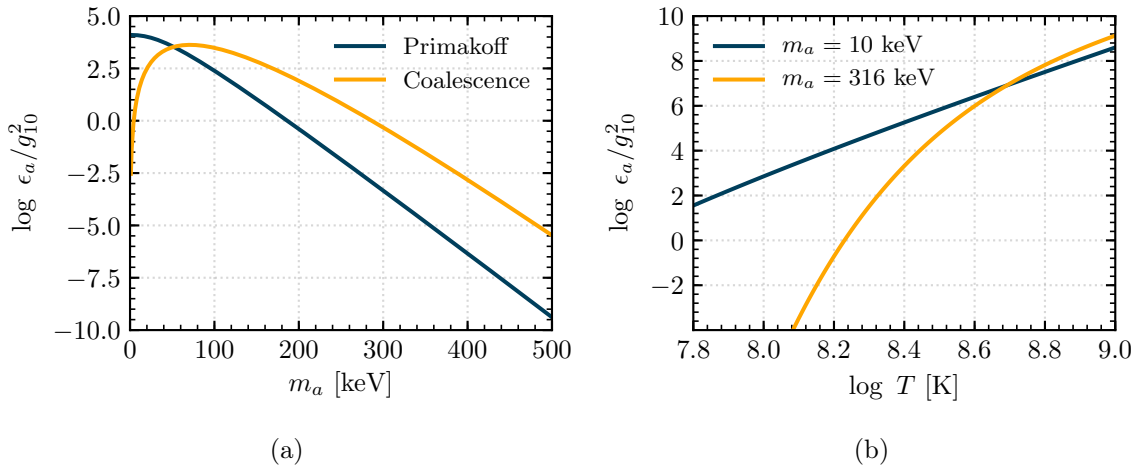 log ϵₐ/g²₁₀
5.0
2.5
0.0
−2.5
−5.0
−7.5
−10.0
Primakoff
Coalescence
0 100 200 300 400 500
mₐ [keV]
(a)
log ϵₐ/g²₁₀
10
8
6
4
2
0
−2
mₐ = 10 keV
mₐ = 316 keV
7.8 8.0 8.2 8.4 8.6 8.8 9.0
log T [K]
(b)